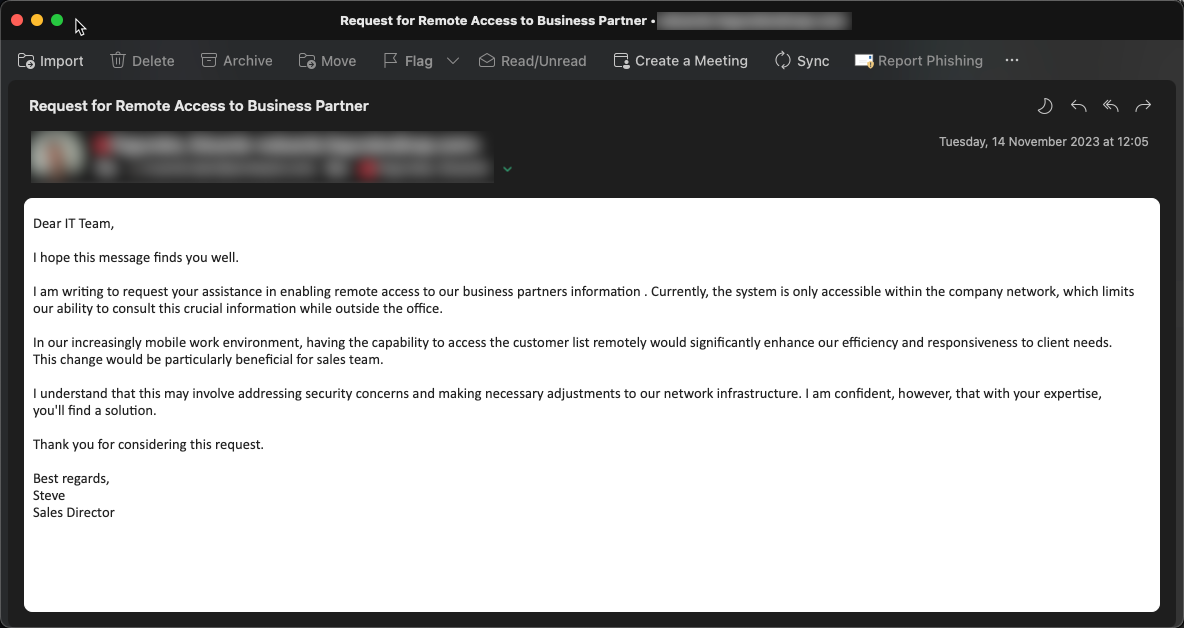 Request for Remote Access to Business Partner •
Import Delete Archive Move Flag Read/Unread Create a Meeting Sync Report Phishing ...
Request for Remote Access to Business Partner
Tuesday, 14 November 2023 at 12:05
Dear IT Team,
I hope this message finds you well.
I am writing to request your assistance in enabling remote access to our business partners information . Currently, the system is only accessible within the company network, which limits
our ability to consult this crucial information while outside the office.
In our increasingly mobile work environment, having the capability to access the customer list remotely would significantly enhance our efficiency and responsiveness to client needs.
This change would be particularly beneficial for sales team.
I understand that this may involve addressing security concerns and making necessary adjustments to our network infrastructure. I am confident, however, that with your expertise,
you'll find a solution.
Thank you for considering this request.
Best regards,
Steve
Sales Director